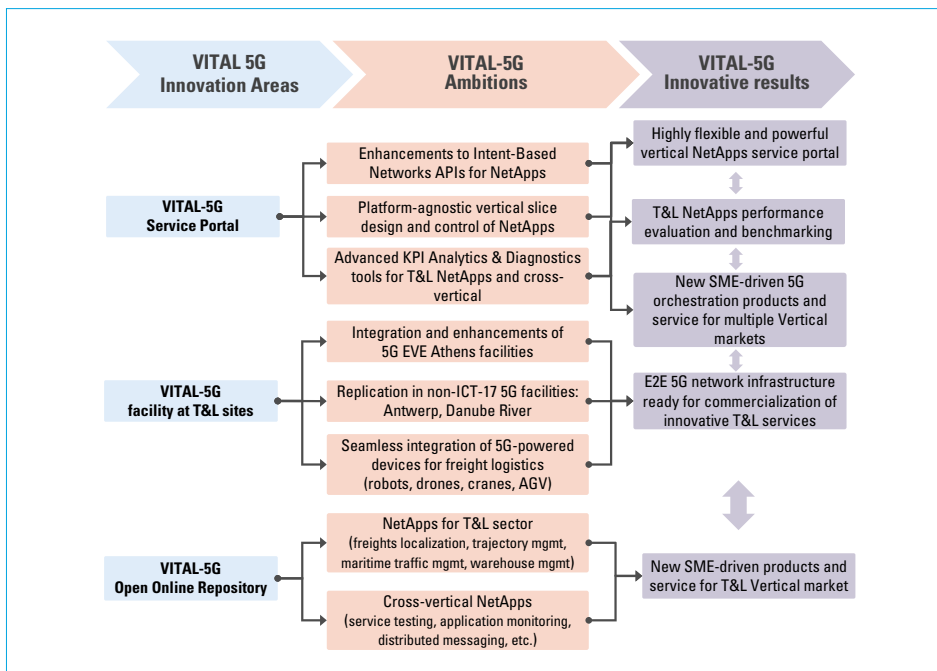 VITAL 5G
Innovation Areas
VITAL-5G
Ambitions
VITAL-5G
Innovative results
VITAL-5G
Service Portal
Enhancements to Intent-Based
Networks APIs for NetApps
Platform-agnostic vertical slice
design and control of NetApps
Advanced KPI Analytics & Diagnostics
tools for T&L NetApps and cross-
vertical
Highly flexible and powerful
vertical NetApps service portal
T&L NetApps performance
evaluation and benchmarking
New SME-driven 5G
orchestration products and
service for multiple Vertical
markets
VITAL-5G
facility at T&L sites
Integration and enhancements of
5G EVE Athens facilities
Replication in non-ICT-17 5G facilities:
Antwerp, Danube River
Seamless integration of 5G-powered
devices for freight logistics
(robots, drones, cranes, AGV)
E2E 5G network infrastructure
ready for commercialization of
innovative T&L services
VITAL-5G
Open Online Repository
NetApps for T&L sector
(freights localization, trajectory mgmt,
maritime traffic mgmt, warehouse mgmt)
Cross-vertical NetApps
(service testing, application monitoring,
distributed messaging, etc.)
New SME-driven products and
service for T&L Vertical market